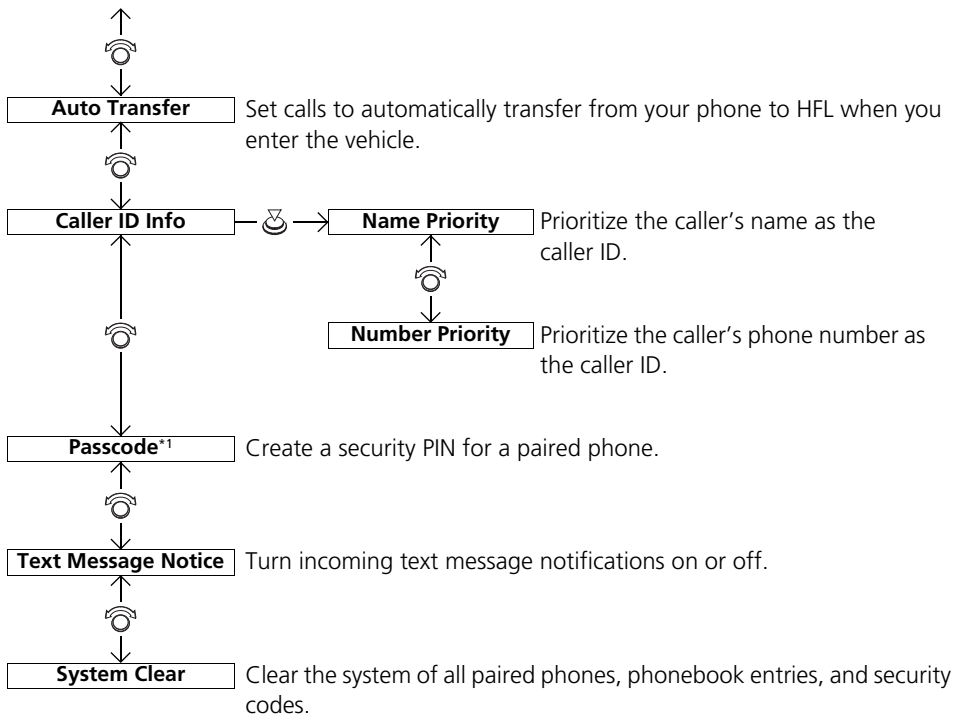 Auto Transfer
Set calls to automatically transfer from your phone to HFL when you
enter the vehicle.
Caller ID Info
Name Priority
Prioritize the caller's name as the
caller ID.
Number Priority
Prioritize the caller's phone number as
the caller ID.
Passcode*1
Create a security PIN for a paired phone.
Text Message Notice
Turn incoming text message notifications on or off.
System Clear
Clear the system of all paired phones, phonebook entries, and security
codes.